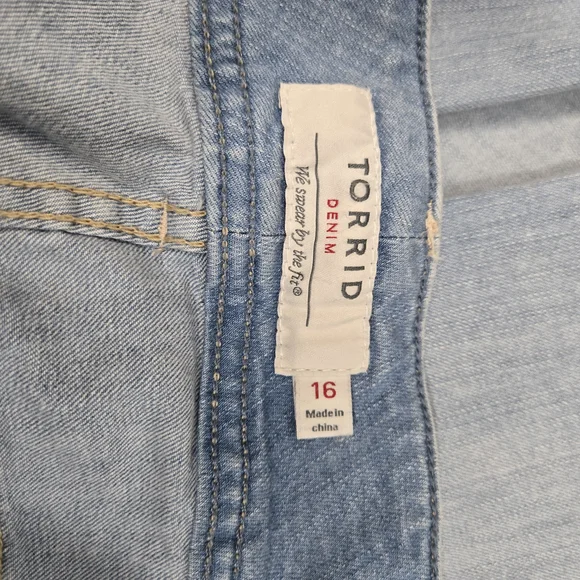 TORRID
DENIM
We swear by the fit®
16
Made in
china